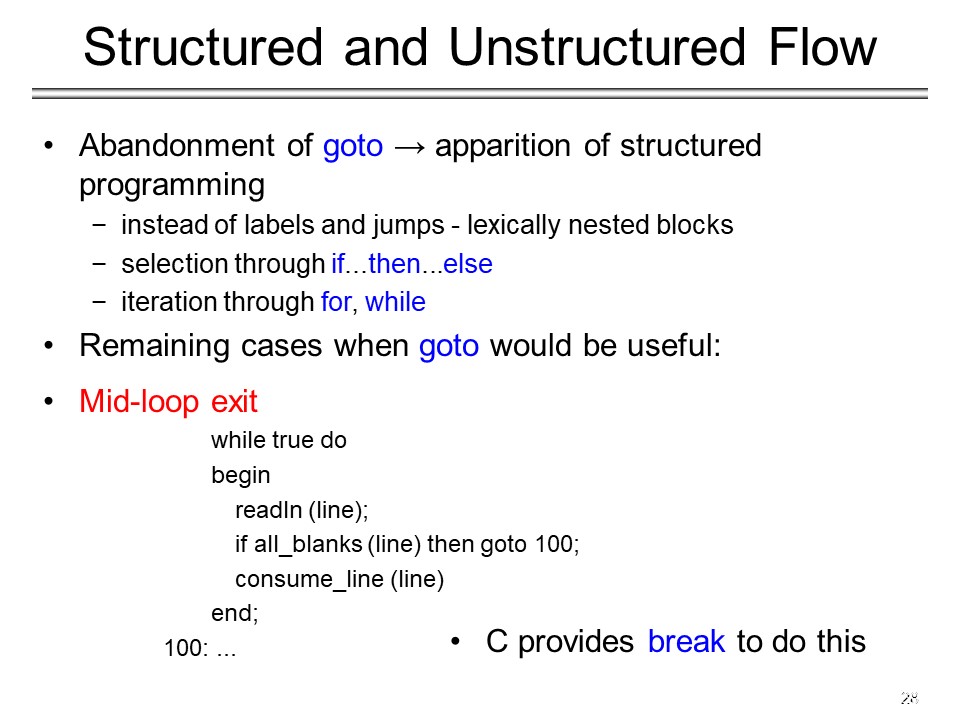 Structured and Unstructured Flow
• Abandonment of goto → apparition of structured
programming
– instead of labels and jumps - lexically nested blocks
– selection through if...then...else
– iteration through for, while
• Remaining cases when goto would be useful:
• Mid-loop exit
while true do
begin
readln (line);
if all_blanks (line) then goto 100;
consume_line (line)
end;
100: ...
• C provides break to do this
28